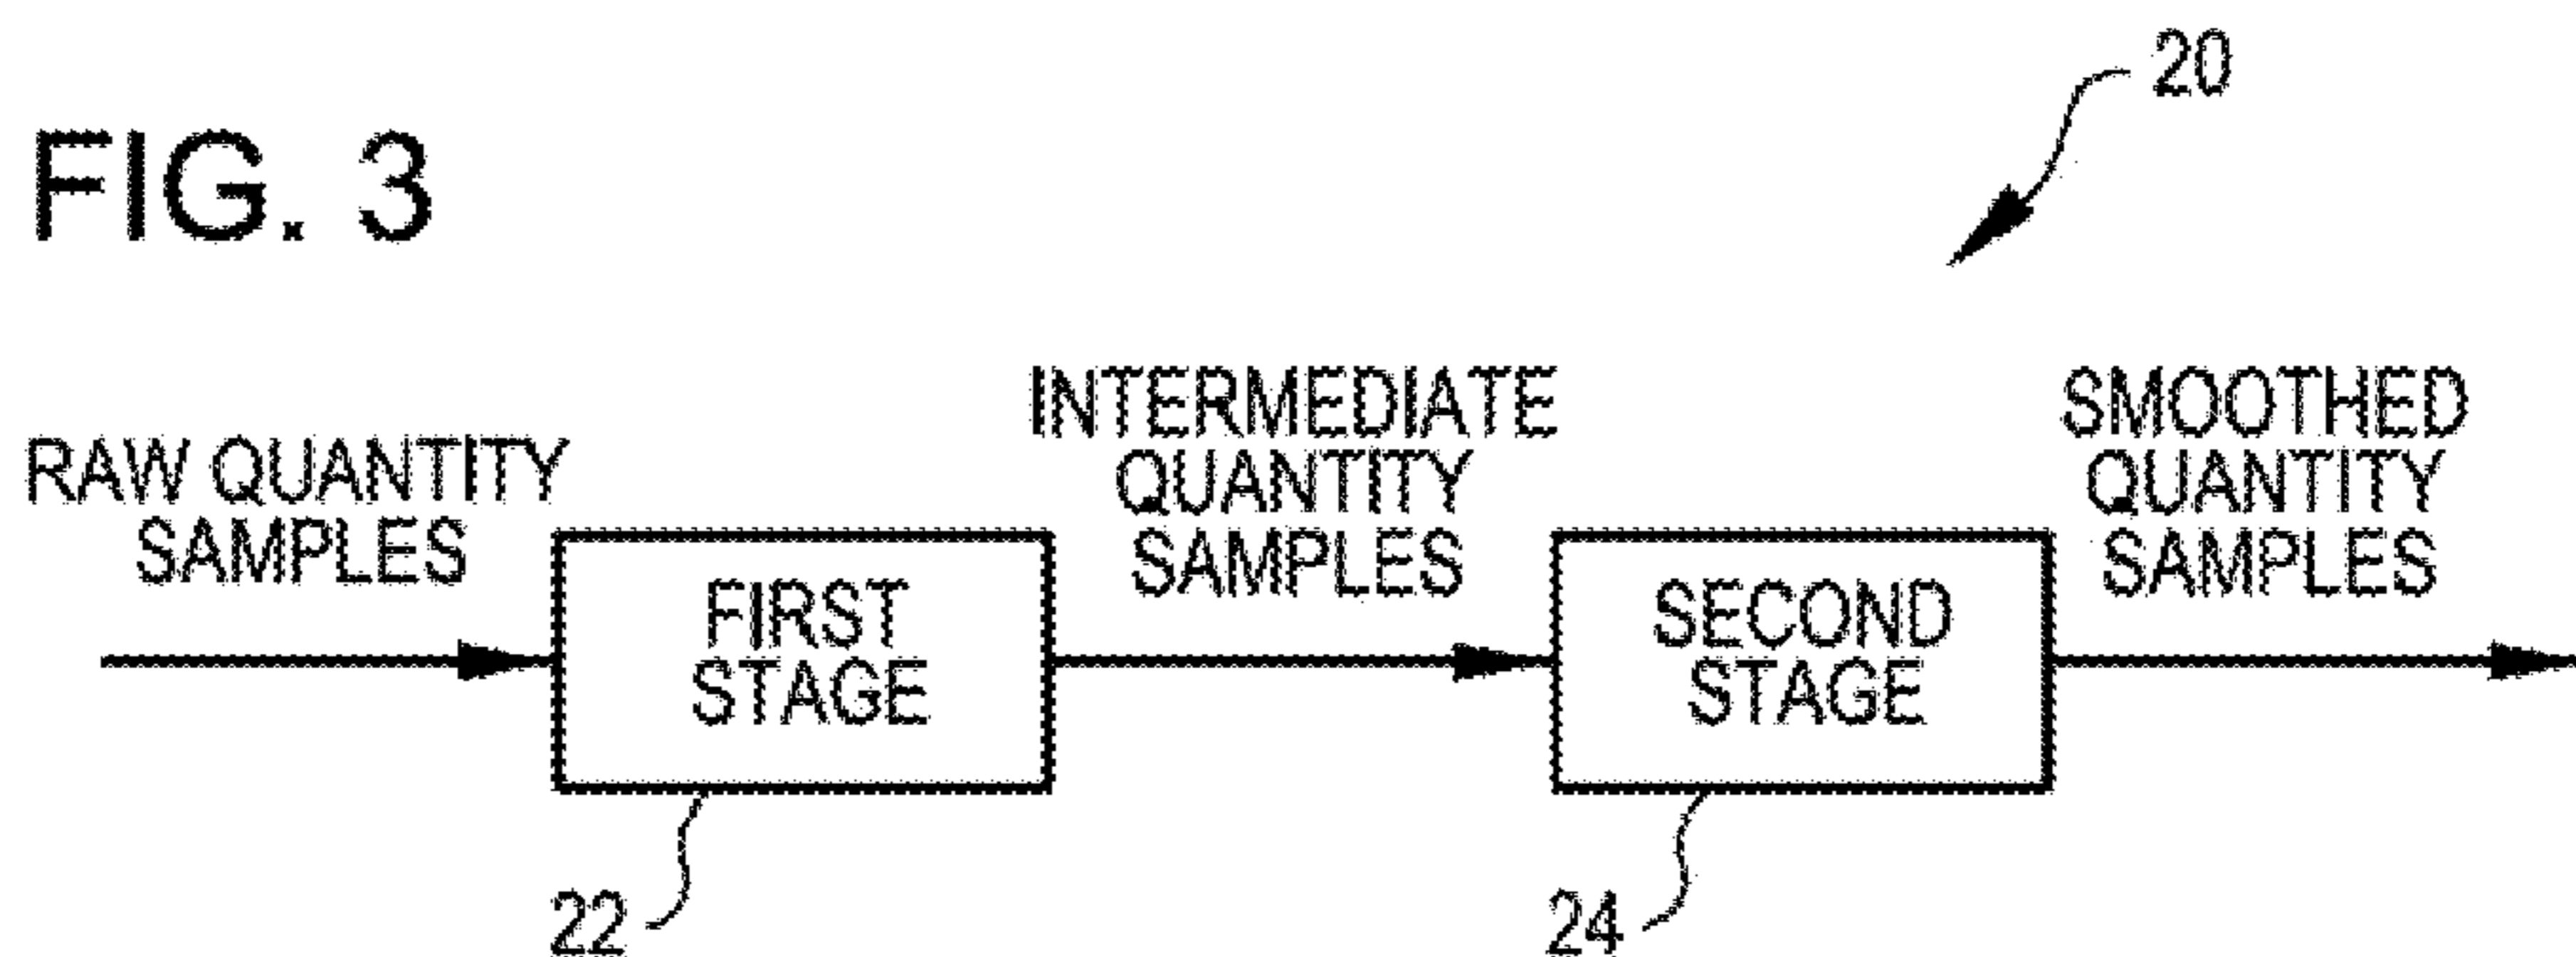 20
FIG. 3
RAW QUANTITY
SAMPLES
FIRST
STAGE
INTERMEDIATE
QUANTITY
SAMPLES
SECOND
STAGE
SMOOTHED
QUANTITY
SAMPLES
22
24